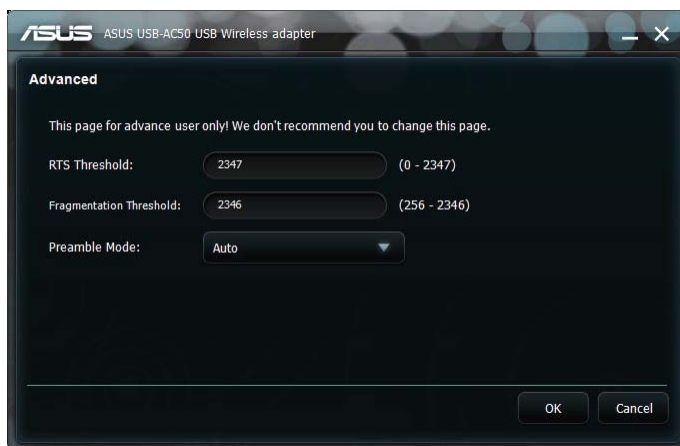 ASUS ASUS USB-AC50 USB Wireless adapter
Advanced
This page for advance user only! We don't recommend you to change this page.
RTS Threshold: 2347 (0 - 2347)
Fragmentation Threshold: 2346 (256 - 2346)
Preamble Mode: Auto
OK Cancel